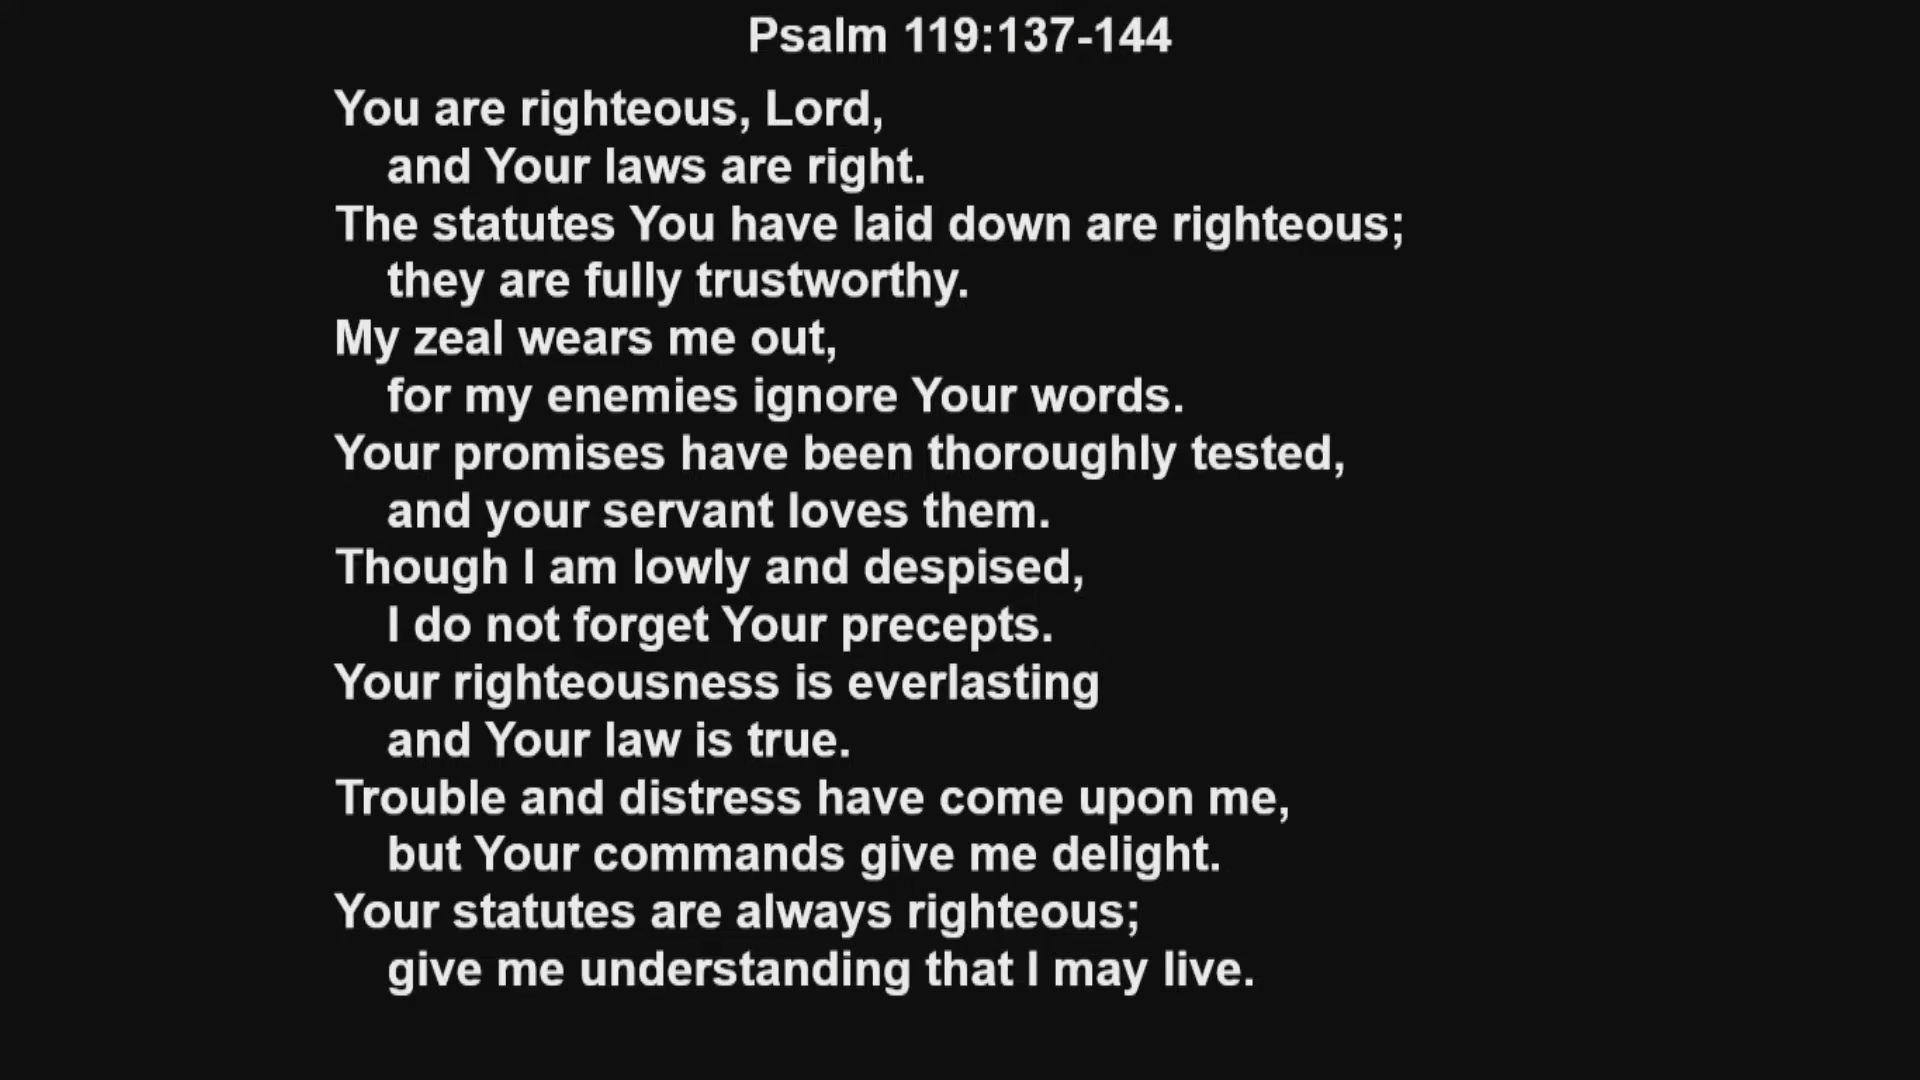 Psalm 119:137-144
You are righteous, Lord,
and Your laws are right.
The statutes You have laid down are righteous;
they are fully trustworthy.
My zeal wears me out,
for my enemies ignore Your words.
Your promises have been thoroughly tested,
and your servant loves them.
Though I am lowly and despised,
I do not forget Your precepts.
Your righteousness is everlasting
and Your law is true.
Trouble and distress have come upon me,
but Your commands give me delight.
Your statutes are always righteous;
give me understanding that I may live.